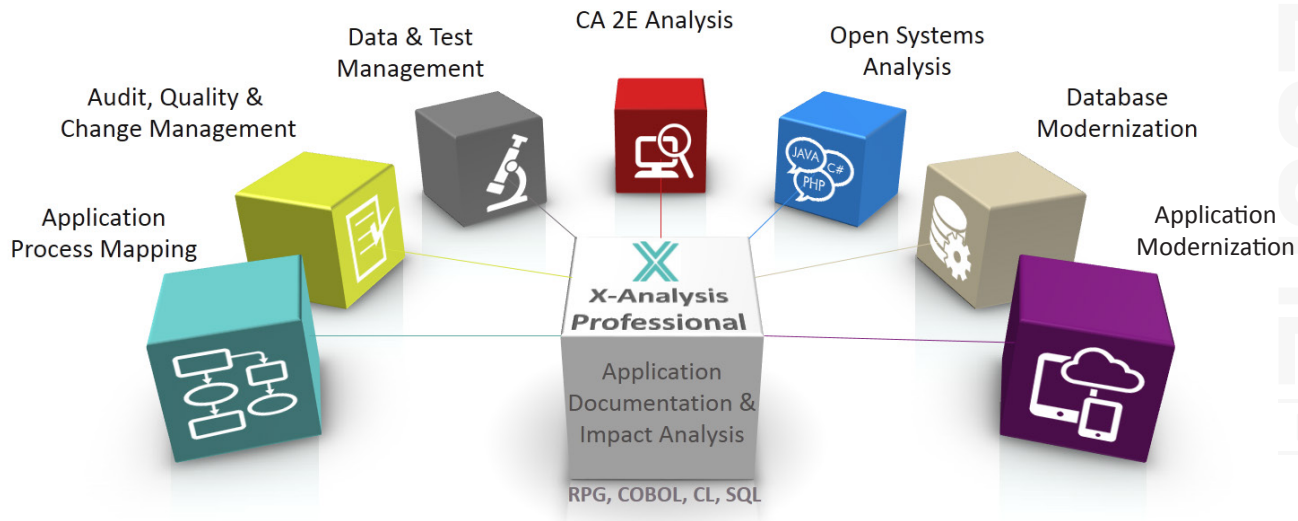 CA 2E Analysis
Data & Test
Management
Open Systems
Analysis
Audit, Quality &
Change Management
Database
Modernization
Application
Process Mapping
Application
Modernization
JAVA
C#
PHP
X-Analysis
Professional
Application
Documentation &
Impact Analysis
RPG, COBOL, CL, SQL